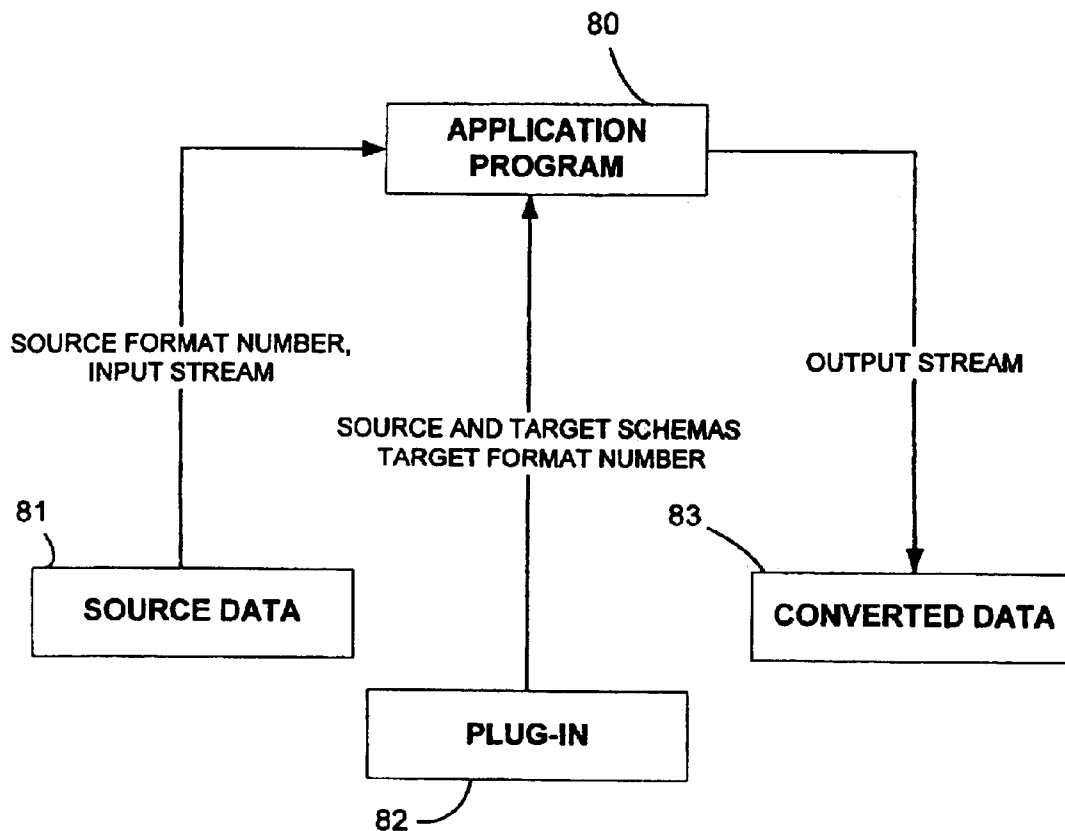 80
APPLICATION
PROGRAM
SOURCE FORMAT NUMBER,
INPUT STREAM
OUTPUT STREAM
SOURCE AND TARGET SCHEMAS
TARGET FORMAT NUMBER
81
SOURCE DATA
83
CONVERTED DATA
PLUG-IN
82